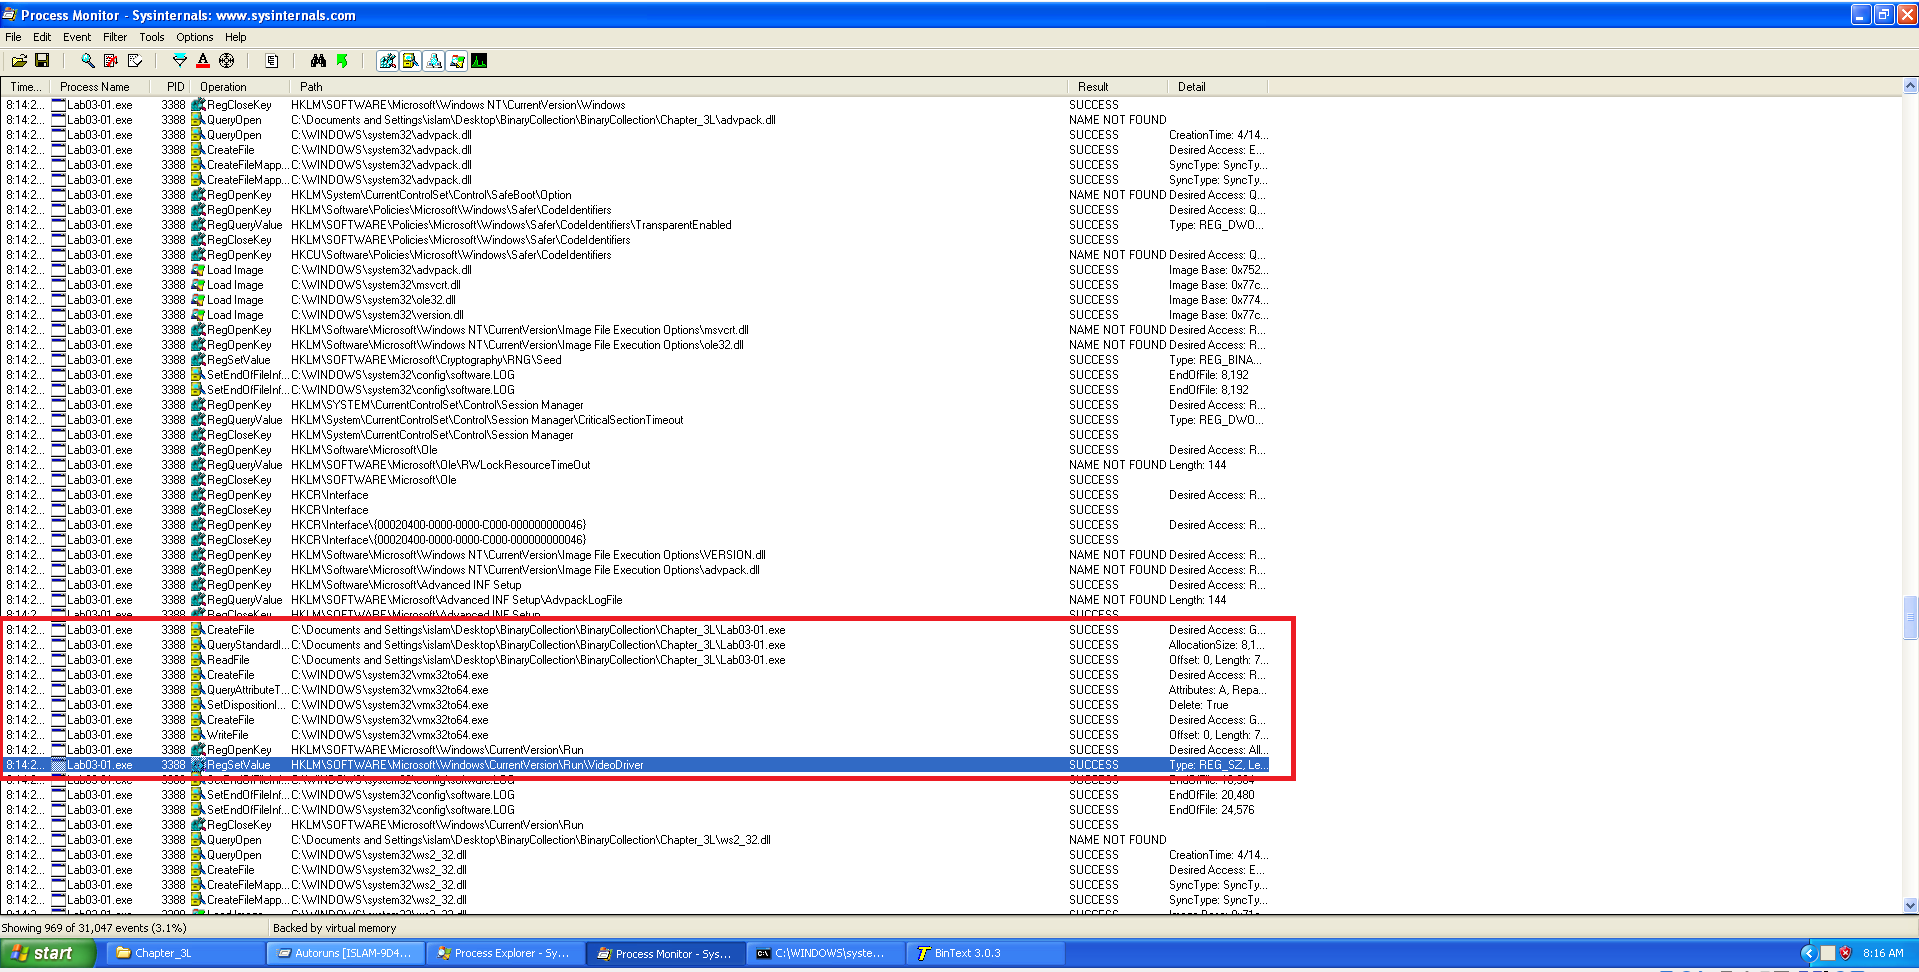 Process Monitor - Sysinternals: www.sysinternals.com
File Edit Event Filter Tools Options Help
Time... Process Name PID Operation Path Result Detail
8:14:2... Lab03-01.exe 3388 RegCloseKey HKLM\SOFTWARE\Microsoft\Windows NT\CurrentVersion\Windows SUCCESS
8:14:2... Lab03-01.exe 3388 QueryOpen C:\Documents and Settings\islam\Desktop\BinaryCollection\BinaryCollection\Chapter_3L\advpack.dll NAME NOT FOUND
8:14:2... Lab03-01.exe 3388 QueryOpen C:\WINDOWS\system32\advpack.dll SUCCESS CreationTime: 4/14...
8:14:2... Lab03-01.exe 3388 CreateFile C:\WINDOWS\system32\advpack.dll SUCCESS Desired Access: E...
8:14:2... Lab03-01.exe 3388 CreateFileMapp... C:\WINDOWS\system32\advpack.dll SUCCESS SyncType: SyncTy...
8:14:2... Lab03-01.exe 3388 CreateFileMapp... C:\WINDOWS\system32\advpack.dll SUCCESS SyncType: SyncTy...
8:14:2... Lab03-01.exe 3388 RegOpenKey HKLM\System\CurrentControlSet\Control\SafeBoot\Option NAME NOT FOUND Desired Access: Q...
8:14:2... Lab03-01.exe 3388 RegOpenKey HKLM\Software\Policies\Microsoft\Windows\Safer\CodeIdentifiers SUCCESS Desired Access: Q...
8:14:2... Lab03-01.exe 3388 RegQueryValue HKLM\SOFTWARE\Policies\Microsoft\Windows\Safer\CodeIdentifiers\TransparentEnabled SUCCESS Type: REG_DWO...
8:14:2... Lab03-01.exe 3388 RegCloseKey HKLM\SOFTWARE\Policies\Microsoft\Windows\Safer\CodeIdentifiers SUCCESS
8:14:2... Lab03-01.exe 3388 RegOpenKey HKCU\Software\Policies\Microsoft\Windows\Safer\CodeIdentifiers NAME NOT FOUND Desired Access: Q...
8:14:2... Lab03-01.exe 3388 Load Image C:\WINDOWS\system32\advpack.dll SUCCESS Image Base: 0x752...
8:14:2... Lab03-01.exe 3388 Load Image C:\WINDOWS\system32\msvcrt.dll SUCCESS Image Base: 0x77c...
8:14:2... Lab03-01.exe 3388 Load Image C:\WINDOWS\system32\ole32.dll SUCCESS Image Base: 0x774...
8:14:2... Lab03-01.exe 3388 Load Image C:\WINDOWS\system32\version.dll SUCCESS Image Base: 0x77c...
8:14:2... Lab03-01.exe 3388 RegOpenKey HKLM\Software\Microsoft\Windows NT\CurrentVersion\Image File Execution Options\msvcrt.dll NAME NOT FOUND Desired Access: R...
8:14:2... Lab03-01.exe 3388 RegOpenKey HKLM\Software\Microsoft\Windows NT\CurrentVersion\Image File Execution Options\ole32.dll NAME NOT FOUND Desired Access: R...
8:14:2... Lab03-01.exe 3388 RegSetValue HKLM\SOFTWARE\Microsoft\Cryptography\RNG\Seed SUCCESS Type: REG_BINA...
8:14:2... Lab03-01.exe 3388 SetEndOfFileInf... C:\WINDOWS\system32\config\software.LOG SUCCESS EndOfFile: 8,192
8:14:2... Lab03-01.exe 3388 SetEndOfFileInf... C:\WINDOWS\system32\config\software.LOG SUCCESS EndOfFile: 8,192
8:14:2... Lab03-01.exe 3388 RegOpenKey HKLM\SYSTEM\CurrentControlSet\Control\Session Manager SUCCESS Desired Access: R...
8:14:2... Lab03-01.exe 3388 RegQueryValue HKLM\System\CurrentControlSet\Control\Session Manager\CriticalSectionTimeout SUCCESS Type: REG_DWO...
8:14:2... Lab03-01.exe 3388 RegCloseKey HKLM\System\CurrentControlSet\Control\Session Manager SUCCESS
8:14:2... Lab03-01.exe 3388 RegOpenKey HKLM\Software\Microsoft\Ole SUCCESS Desired Access: R...
8:14:2... Lab03-01.exe 3388 RegQueryValue HKLM\SOFTWARE\Microsoft\Ole\RWLockResourceTimeOut NAME NOT FOUND Length: 144
8:14:2... Lab03-01.exe 3388 RegCloseKey HKLM\SOFTWARE\Microsoft\Ole SUCCESS
8:14:2... Lab03-01.exe 3388 RegOpenKey HKCR\Interface SUCCESS Desired Access: R...
8:14:2... Lab03-01.exe 3388 RegCloseKey HKCR\Interface SUCCESS
8:14:2... Lab03-01.exe 3388 RegOpenKey HKCR\Interface\{00020400-0000-0000-C000-000000000046} SUCCESS Desired Access: R...
8:14:2... Lab03-01.exe 3388 RegCloseKey HKCR\Interface\{00020400-0000-0000-C000-000000000046} SUCCESS
8:14:2... Lab03-01.exe 3388 RegOpenKey HKLM\Software\Microsoft\Windows NT\CurrentVersion\Image File Execution Options\VERSION.dll NAME NOT FOUND Desired Access: R...
8:14:2... Lab03-01.exe 3388 RegOpenKey HKLM\Software\Microsoft\Windows NT\CurrentVersion\Image File Execution Options\advpack.dll NAME NOT FOUND Desired Access: R...
8:14:2... Lab03-01.exe 3388 RegOpenKey HKLM\Software\Microsoft\Advanced INF Setup SUCCESS Desired Access: R...
8:14:2... Lab03-01.exe 3388 RegQueryValue HKLM\SOFTWARE\Microsoft\Advanced INF Setup\AdvpackLogFile NAME NOT FOUND Length: 144
8:14:2... Lab03-01.exe 3388 RegCloseKey HKLM\SOFTWARE\Microsoft\Advanced INF Setup SUCCESS
8:14:2... Lab03-01.exe 3388 CreateFile C:\Documents and Settings\islam\Desktop\BinaryCollection\BinaryCollection\Chapter_3L\Lab03-01.exe SUCCESS Desired Access: G...
8:14:2... Lab03-01.exe 3388 QueryStandardI... C:\Documents and Settings\islam\Desktop\BinaryCollection\BinaryCollection\Chapter_3L\Lab03-01.exe SUCCESS AllocationSize: 8,1...
8:14:2... Lab03-01.exe 3388 ReadFile C:\Documents and Settings\islam\Desktop\BinaryCollection\BinaryCollection\Chapter_3L\Lab03-01.exe SUCCESS Offset: 0, Length: 7...
8:14:2... Lab03-01.exe 3388 CreateFile C:\WINDOWS\system32\vmx32to64.exe SUCCESS Desired Access: R...
8:14:2... Lab03-01.exe 3388 QueryAttributeT... C:\WINDOWS\system32\vmx32to64.exe SUCCESS Attributes: A, Repa...
8:14:2... Lab03-01.exe 3388 SetDispositionI... C:\WINDOWS\system32\vmx32to64.exe SUCCESS Delete: True
8:14:2... Lab03-01.exe 3388 CreateFile C:\WINDOWS\system32\vmx32to64.exe SUCCESS Desired Access: G...
8:14:2... Lab03-01.exe 3388 WriteFile C:\WINDOWS\system32\vmx32to64.exe SUCCESS Offset: 0, Length: 7...
8:14:2... Lab03-01.exe 3388 RegOpenKey HKLM\SOFTWARE\Microsoft\Windows\CurrentVersion\Run SUCCESS Desired Access: All...
8:14:2... Lab03-01.exe 3388 RegSetValue HKLM\SOFTWARE\Microsoft\Windows\CurrentVersion\Run\VideoDriver SUCCESS Type: REG_SZ, Le...
8:14:2... Lab03-01.exe 3388 SetEndOfFileInf... C:\WINDOWS\system32\config\software.LOG SUCCESS EndOfFile: 16,384
8:14:2... Lab03-01.exe 3388 SetEndOfFileInf... C:\WINDOWS\system32\config\software.LOG SUCCESS EndOfFile: 20,480
8:14:2... Lab03-01.exe 3388 SetEndOfFileInf... C:\WINDOWS\system32\config\software.LOG SUCCESS EndOfFile: 24,576
8:14:2... Lab03-01.exe 3388 RegCloseKey HKLM\SOFTWARE\Microsoft\Windows\CurrentVersion\Run SUCCESS
8:14:2... Lab03-01.exe 3388 QueryOpen C:\Documents and Settings\islam\Desktop\BinaryCollection\BinaryCollection\Chapter_3L\ws2_32.dll NAME NOT FOUND
8:14:2... Lab03-01.exe 3388 QueryOpen C:\WINDOWS\system32\ws2_32.dll SUCCESS CreationTime: 4/14...
8:14:2... Lab03-01.exe 3388 CreateFile C:\WINDOWS\system32\ws2_32.dll SUCCESS Desired Access: E...
8:14:2... Lab03-01.exe 3388 CreateFileMapp... C:\WINDOWS\system32\ws2_32.dll SUCCESS SyncType: SyncTy...
8:14:2... Lab03-01.exe 3388 CreateFileMapp... C:\WINDOWS\system32\ws2_32.dll SUCCESS SyncType: SyncTy...
Showing 969 of 31,047 events (3.1%) Backed by virtual memory
start Chapter_3L Autoruns [ISLAM-9D4... Process Explorer - Sy... Process Monitor - Sys... C:\WINDOWS\syste... BinText 3.0.3 8:16 AM